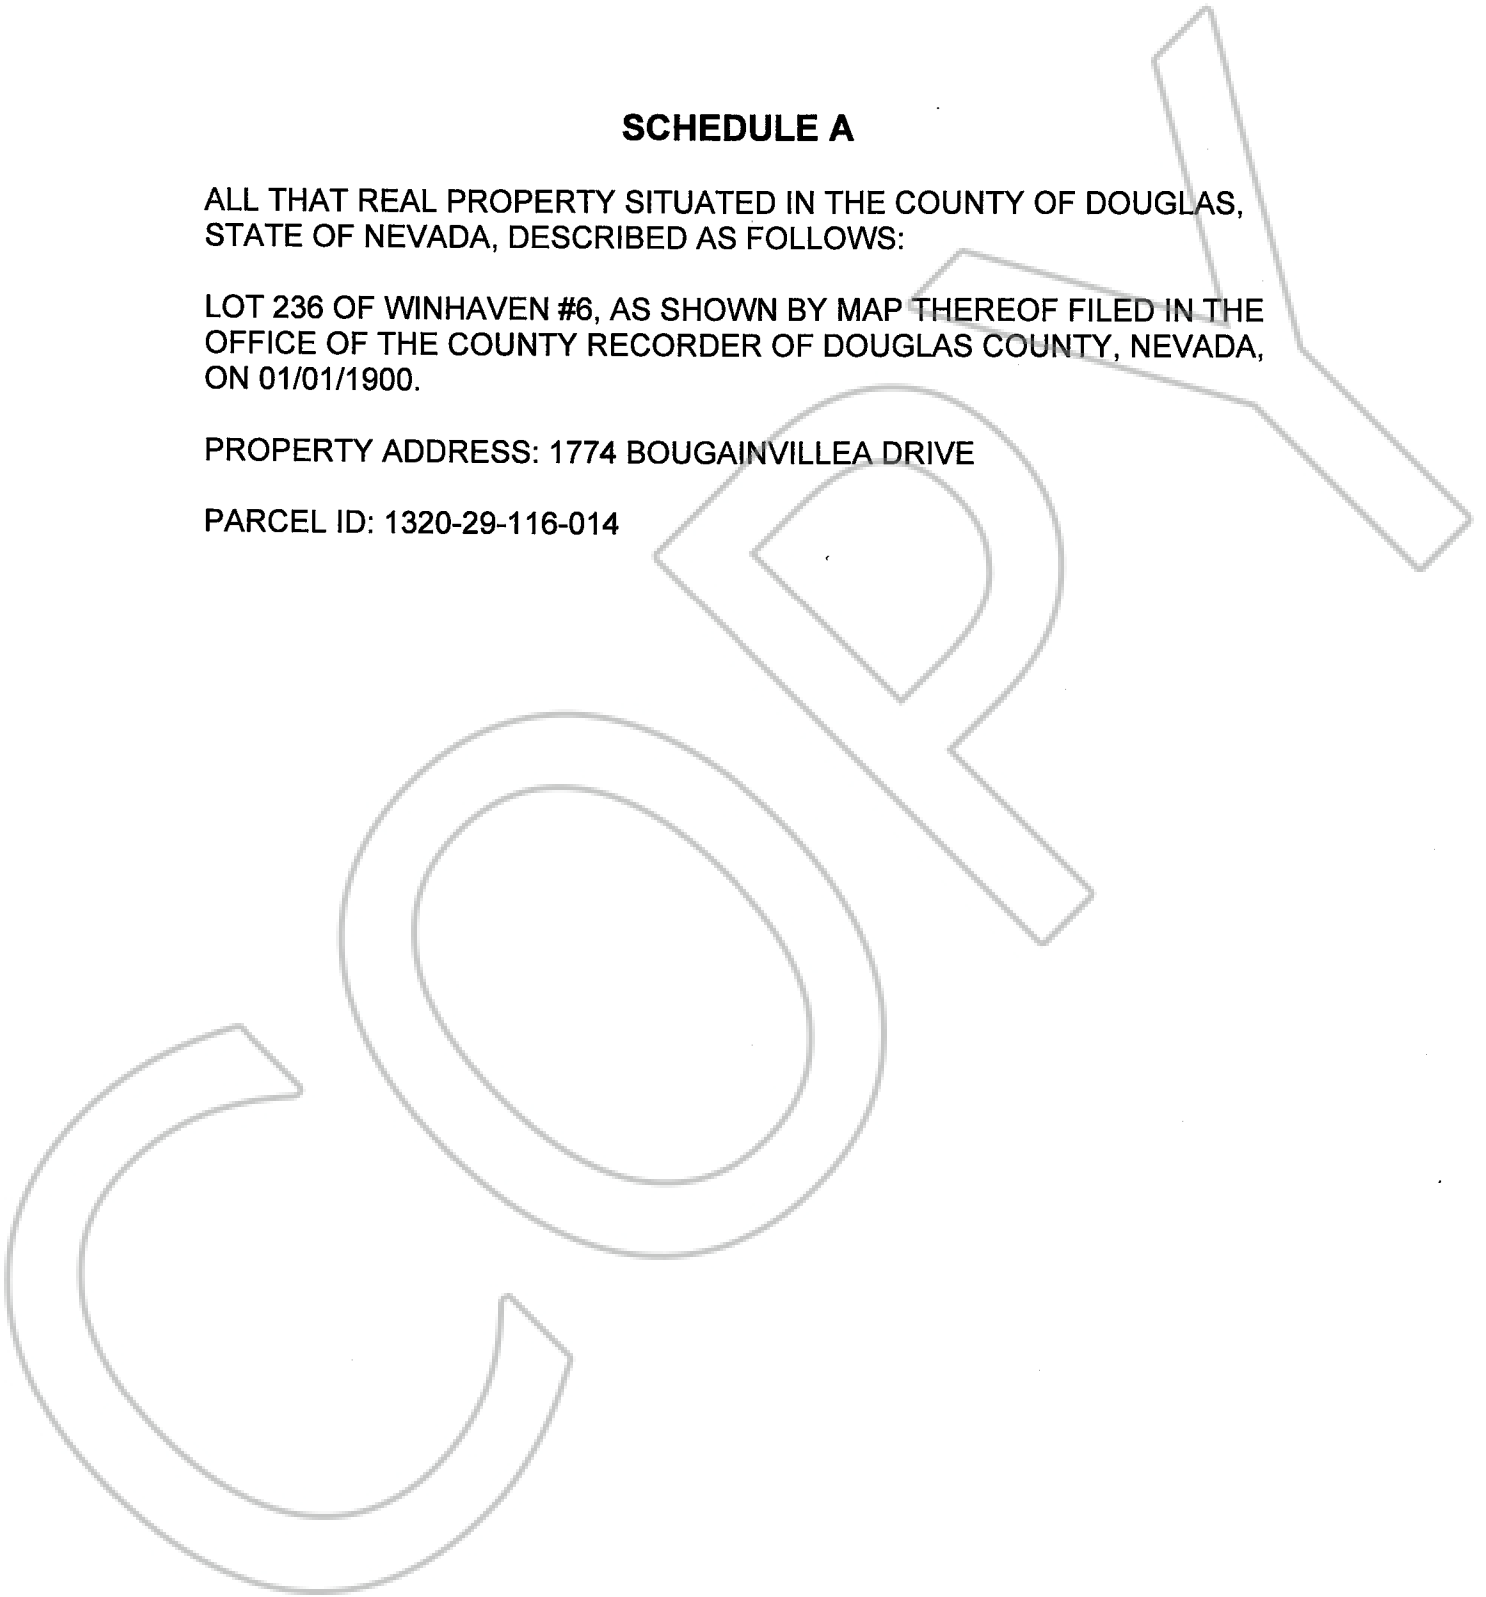 SCHEDULE A
ALL THAT REAL PROPERTY SITUATED IN THE COUNTY OF DOUGLAS,
STATE OF NEVADA, DESCRIBED AS FOLLOWS:
LOT 236 OF WINHAVEN #6, AS SHOWN BY MAP THEREOF FILED IN THE
OFFICE OF THE COUNTY RECORDER OF DOUGLAS COUNTY, NEVADA,
ON 01/01/1900.
PROPERTY ADDRESS: 1774 BOUGAINVILLEA DRIVE
PARCEL ID: 1320-29-116-014
COPY